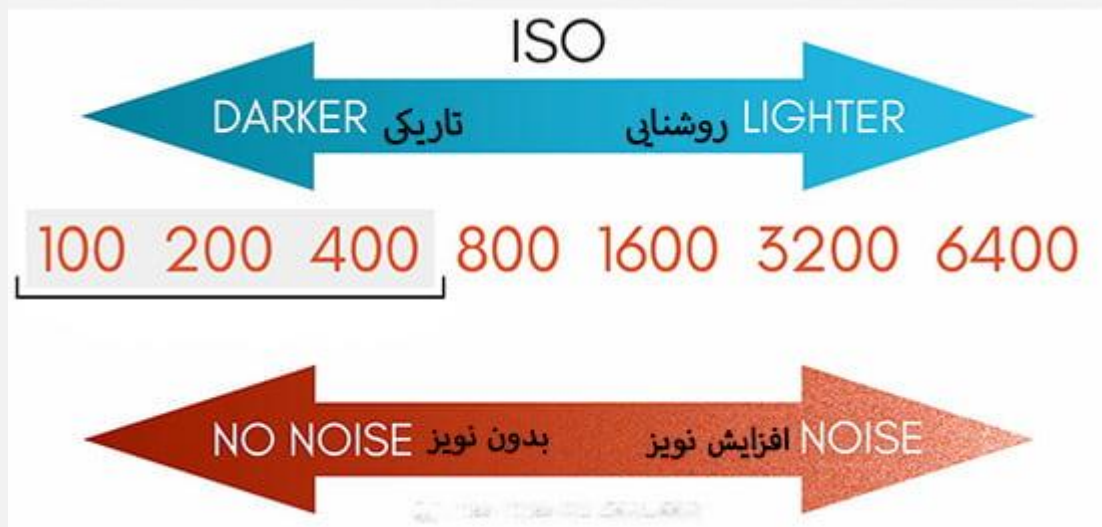 ISO
DARKER تاریکی روشنایی LIGHTER
100 200 400 800 1600 3200 6400
NO NOISE بدون نویز افزایش نویز NOISE